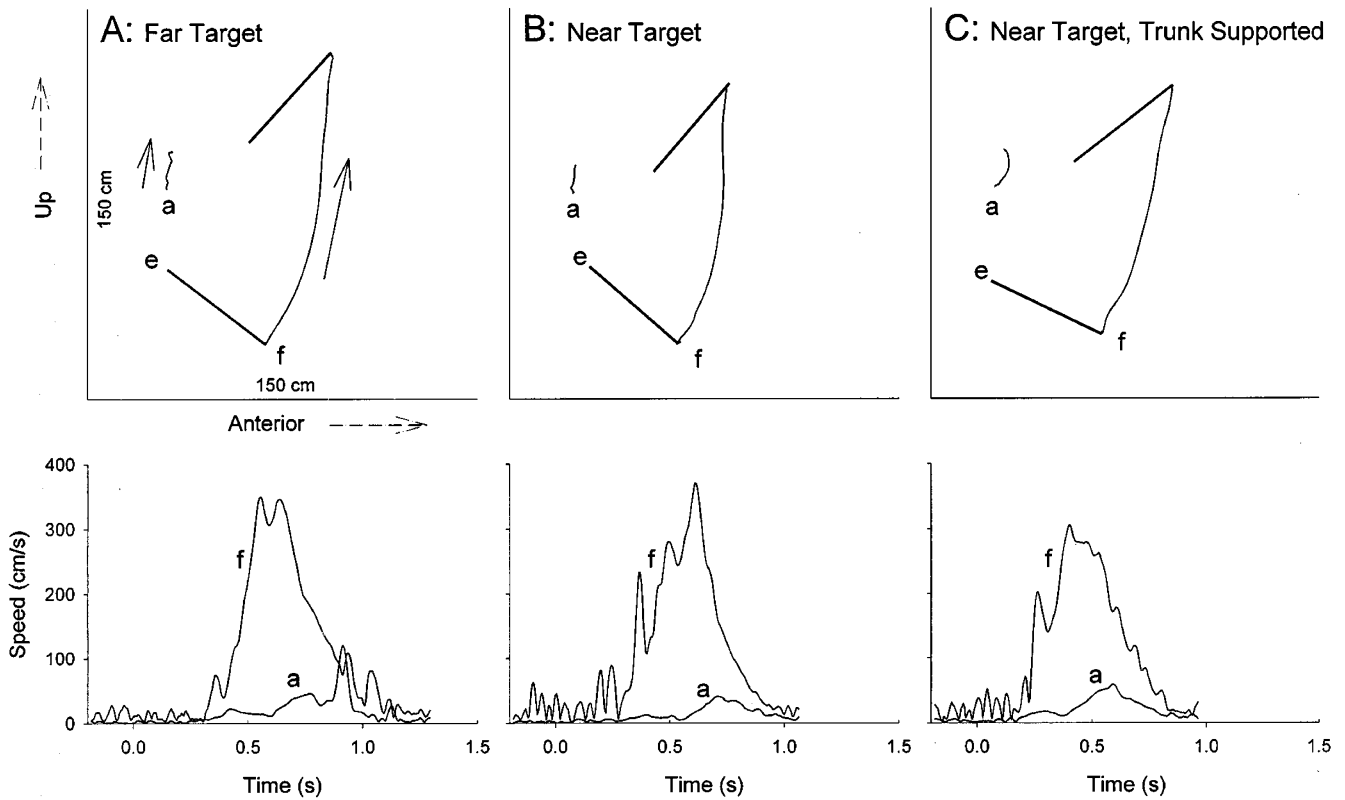 A: Far Target
B: Near Target
C: Near Target, Trunk Supported
Up
150 cm
a
e
f
150 cm
a
e
f
a
e
f
Anterior
Speed (cm/s)
400
300
200
100
0
f
a
f
a
f
a
0.0 0.5 1.0 1.5
0.0 0.5 1.0 1.5
0.0 0.5 1.0 1.5
Time (s)
Time (s)
Time (s)